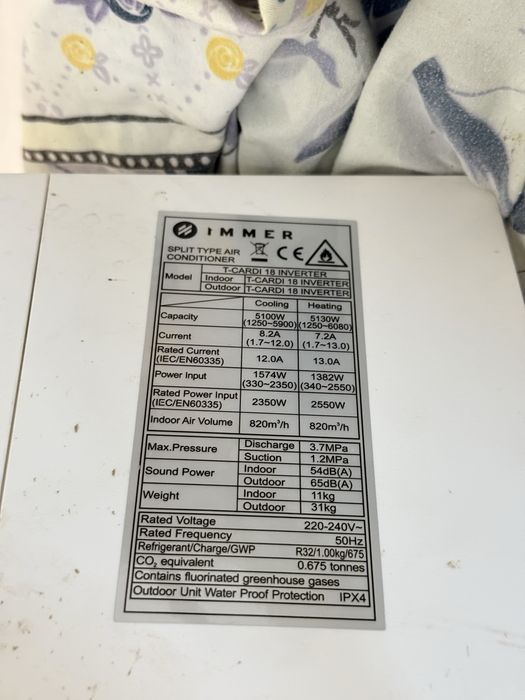 IMMER
SPLIT TYPE AIR
CONDITIONER
CE
Model T-CARDI 18 INVERTER
Indoor T-CARDI 18 INVERTER
Outdoor T-CARDI 18 INVERTER
Cooling Heating
Capacity 5100W (1250~5900) 5130W (1250~6080)
Current 8.2A (1.7~12.0) 7.2A (1.7~13.0)
Rated Current (IEC/EN60335) 12.0A 13.0A
Power Input 1574W (330~2350) 1382W (340~2550)
Rated Power Input (IEC/EN60335) 2350W 2550W
Indoor Air Volume 820m³/h 820m³/h
Max.Pressure Discharge 3.7MPa
Suction 1.2MPa
Sound Power Indoor 54dB(A)
Outdoor 65dB(A)
Weight Indoor 11kg
Outdoor 31kg
Rated Voltage 220-240V~
Rated Frequency 50Hz
Refrigerant/Charge/GWP R32/1.00kg/675
CO₂ equivalent 0.675 tonnes
Contains fluorinated greenhouse gases
Outdoor Unit Water Proof Protection IPX4